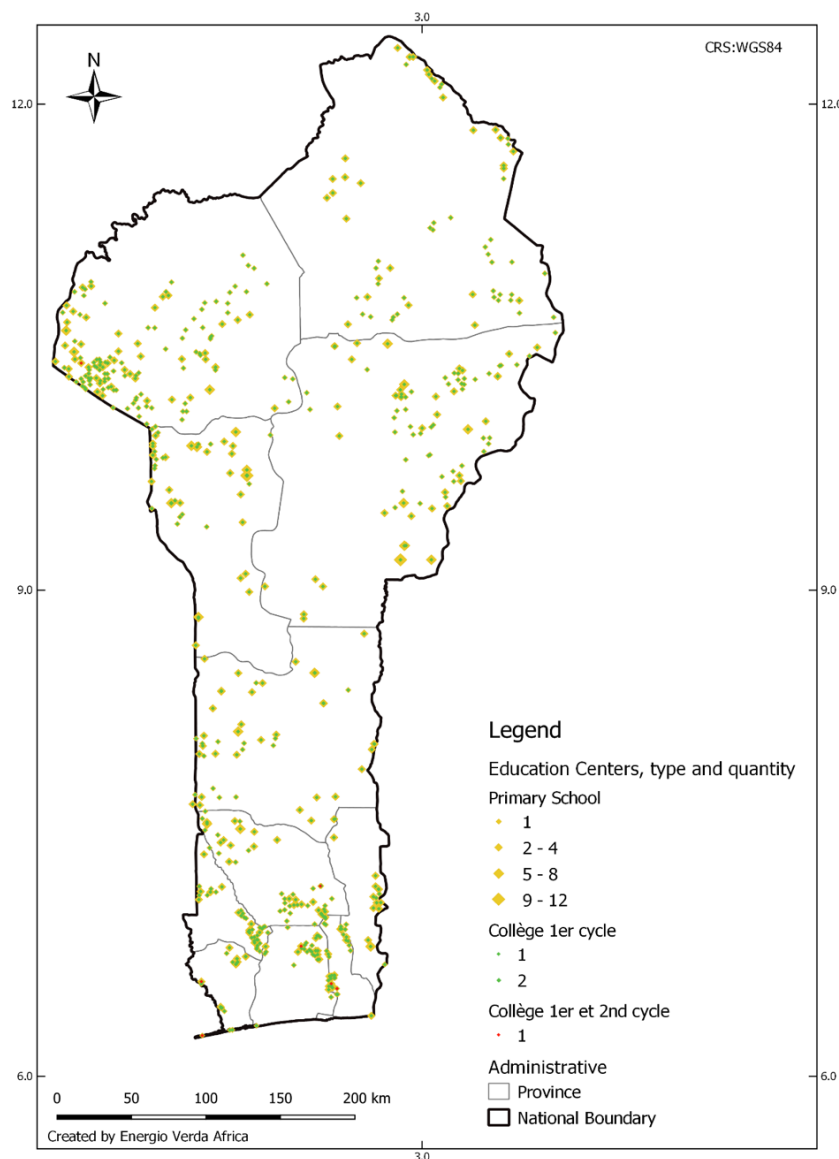 3.0
CRS:WGS84
N
12.0
12.0
9.0
9.0
Legend
Education Centers, type and quantity
Primary School
1
2 - 4
5 - 8
9 - 12
Collège 1er cycle
1
2
Collège 1er et 2nd cycle
1
Administrative
Province
National Boundary
6.0
6.0
0 50 100 150 200 km
Created by Energio Verda Africa
3.0